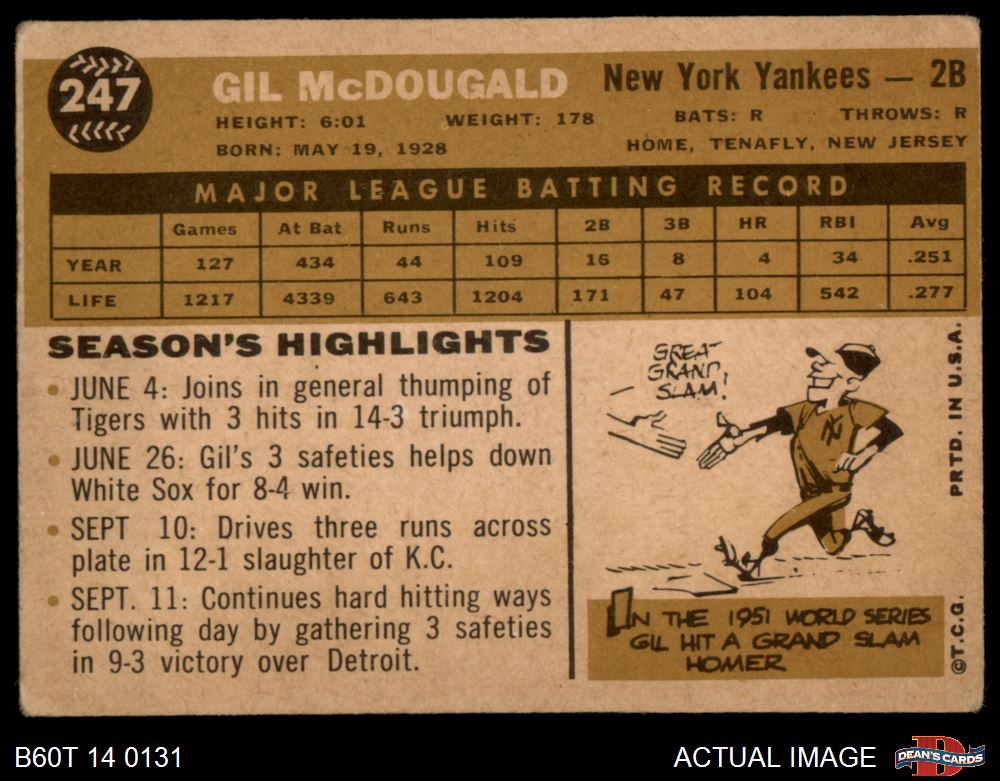 247
GIL McDOUGALD
New York Yankees — 2B
HEIGHT: 6:01 WEIGHT: 178 BATS: R THROWS: R
BORN: MAY 19, 1928 HOME, TENAFLY, NEW JERSEY
MAJOR LEAGUE BATTING RECORD
Games At Bat Runs Hits 2B 3B HR RBI Avg
YEAR 127 434 44 109 16 8 4 34 .251
LIFE 1217 4339 643 1204 171 47 104 542 .277
SEASON'S HIGHLIGHTS
• JUNE 4: Joins in general thumping of
Tigers with 3 hits in 14-3 triumph.
• JUNE 26: Gil's 3 safeties helps down
White Sox for 8-4 win.
• SEPT 10: Drives three runs across
plate in 12-1 slaughter of K.C.
• SEPT. 11: Continues hard hitting ways
following day by gathering 3 safeties
in 9-3 victory over Detroit.
GREAT
GRAND
SLAM!
NY
IN THE 1951 WORLD SERIES
GIL HIT A GRAND SLAM
HOMER
©T.C.G. PRTD. IN U.S.A.
B60T 14 0131
ACTUAL IMAGE
D
DEAN'S CARDS